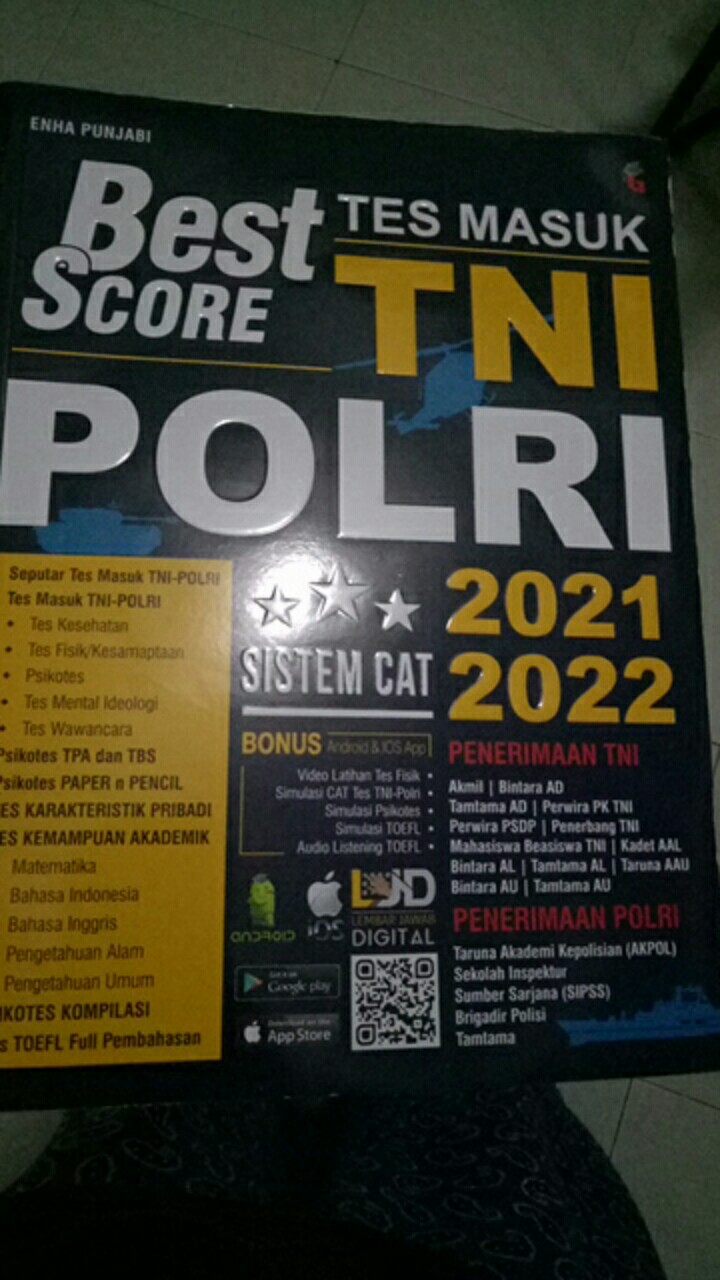 ENHA PUNJABI
Best
SCORE
TES MASUK
TNI
POLRI
Seputar Tes Masuk TNI-POLRI
Tes Masuk TNI-POLRI
• Tes Kesehatan
• Tes Fisik/Kesamaptaan
• Psikotes
• Tes Mental Ideologi
• Tes Wawancara
Psikotes TPA dan TBS
Psikotes PAPER n PENCIL
ES KARAKTERISTIK PRIBADI
ES KEMAMPUAN AKADEMIK
Matematika
Bahasa Indonesia
Bahasa Inggris
Pengetahuan Alam
Pengetahuan Umum
IKOTES KOMPILASI
s TOEFL Full Pembahasan
SISTEM CAT
2021
2022
BONUS Android & IOS App
Video Latihan Tes Fisik •
Simulasi CAT Tes TNI-Polri •
Simulasi Psikotes •
Simulasi TOEFL •
Audio Listening TOEFL •
ANDROID
iOS
LJD
LEMBAR JAWAB
DIGITAL
Get it on
Google play
Download on the
App Store
PENERIMAAN TNI
Akmil | Bintara AD
Tamtama AD | Perwira PK TNI
Perwira PSDP | Penerbang TNI
Mahasiswa Beasiswa TNI | Kadet AAL
Bintara AL | Tamtama AL | Taruna AAU
Bintara AU | Tamtama AU
PENERIMAAN POLRI
Taruna Akademi Kepolisian (AKPOL)
Sekolah Inspektur
Sumber Sarjana (SIPSS)
Brigadir Polisi
Tamtama